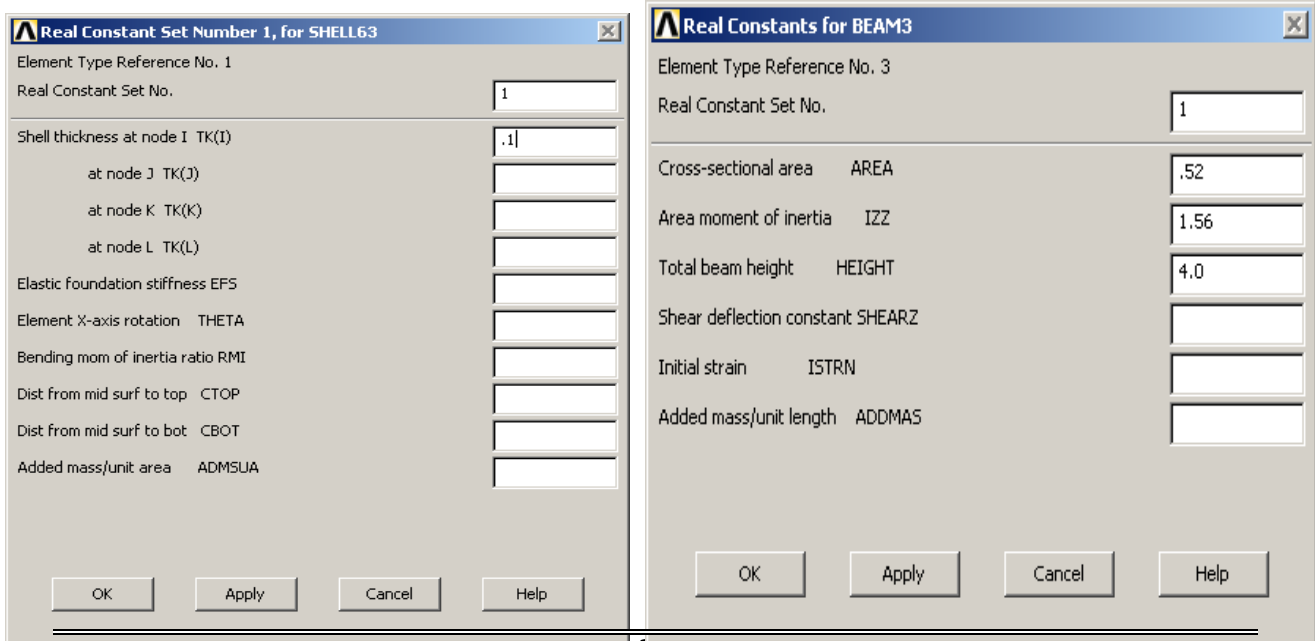 Real Constant Set Number 1, for SHELL63
Element Type Reference No. 1
Real Constant Set No. 1
Shell thickness at node I TK(I) .1
at node J TK(J)
at node K TK(K)
at node L TK(L)
Elastic foundation stiffness EFS
Element X-axis rotation THETA
Bending mom of inertia ratio RMI
Dist from mid surf to top CTOP
Dist from mid surf to bot CBOT
Added mass/unit area ADMSUA
OK Apply Cancel Help
Real Constants for BEAM3
Element Type Reference No. 3
Real Constant Set No. 1
Cross-sectional area AREA .52
Area moment of inertia IZZ 1.56
Total beam height HEIGHT 4.0
Shear deflection constant SHEARZ
Initial strain ISTRN
Added mass/unit length ADDMAS
OK Apply Cancel Help